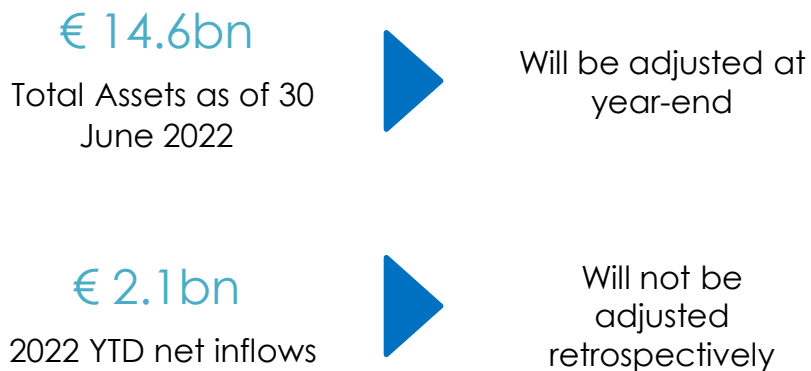 € 14.6bn
Total Assets as of 30
June 2022
Will be adjusted at
year-end
€ 2.1bn
2022 YTD net inflows
Will not be
adjusted
retrospectively